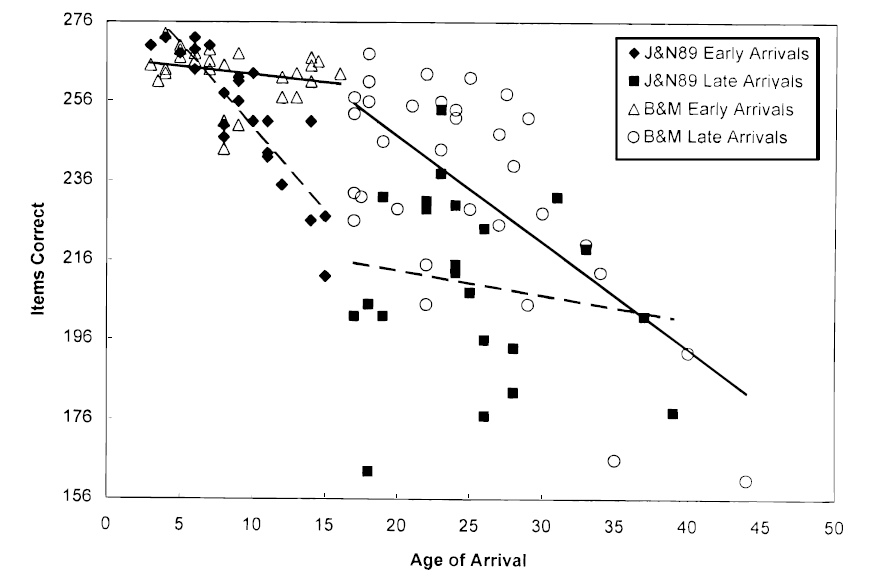 276
256
236
216
196
176
156
Items Correct
J&N89 Early Arrivals
J&N89 Late Arrivals
B&M Early Arrivals
B&M Late Arrivals
0 5 10 15 20 25 30 35 40 45 50
Age of Arrival